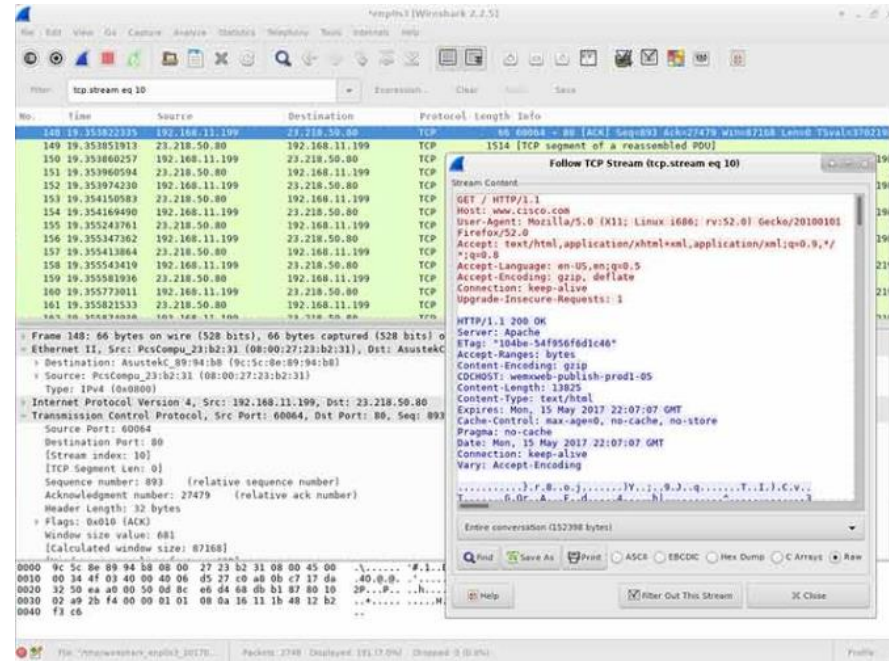 *enp0s3 [Wireshark 2.2.5]
File Edit View Go Capture Analyze Statistics Telephony Tools Internals Help
Filter: tcp.stream eq 10 Expression... Clear Apply Save
No. Time Source Destination Protocol Length Info
148 19.353822335 192.168.11.199 23.218.50.80 TCP 66 60064 → 80 [ACK] Seq=893 Ack=27479 Win=87168 Len=0
149 19.353851913 23.218.50.80 192.168.11.199 TCP 1514 [TCP segment of a reassembled PDU]
150 19.353860257 192.168.11.199 23.218.50.80 TCP
151 19.353960594 23.218.50.80 192.168.11.199 TCP
152 19.353974230 192.168.11.199 23.218.50.80 TCP
153 19.354150583 23.218.50.80 192.168.11.199 TCP
154 19.354169490 192.168.11.199 23.218.50.80 TCP
155 19.355243761 23.218.50.80 192.168.11.199 TCP
156 19.355347362 192.168.11.199 23.218.50.80 TCP
157 19.355413864 23.218.50.80 192.168.11.199 TCP
158 19.355543419 192.168.11.199 23.218.50.80 TCP
159 19.355581936 23.218.50.80 192.168.11.199 TCP
160 19.355773011 192.168.11.199 23.218.50.80 TCP
161 19.355821533 23.218.50.80 192.168.11.199 TCP
Frame 148: 66 bytes on wire (528 bits), 66 bytes captured (528 bits) o
Ethernet II, Src: PcsCompu_23:b2:31 (08:00:27:23:b2:31), Dst: AsustekC
Destination: AsustekC_89:94:b8 (9c:5c:8e:89:94:b8)
Source: PcsCompu_23:b2:31 (08:00:27:23:b2:31)
Type: IPv4 (0x0800)
Internet Protocol Version 4, Src: 192.168.11.199, Dst: 23.218.50.80
Transmission Control Protocol, Src Port: 60064, Dst Port: 80, Seq: 893
Source Port: 60064
Destination Port: 80
[Stream index: 10]
[TCP Segment Len: 0]
Sequence number: 893 (relative sequence number)
Acknowledgment number: 27479 (relative ack number)
Header Length: 32 bytes
Flags: 0x010 (ACK)
Window size value: 681
[Calculated window size: 87168]
0000 9c 5c 8e 89 94 b8 08 00 27 23 b2 31 08 00 45 00
0010 00 34 4f 03 40 00 40 06 d5 27 c0 a8 0b c7 17 da
0020 32 50 ea a0 00 50 0d 8c e6 d4 68 db b1 87 80 10
0030 02 a9 2b f4 00 00 01 01 08 0a 16 11 1b 48 12 b2
0040 f3 c6
Packets: 2748 Displayed: 191 (7.0%) Dropped: 0 (0.0%)
Profile:
Follow TCP Stream (tcp.stream eq 10)
Stream Content
GET / HTTP/1.1
Host: www.cisco.com
User-Agent: Mozilla/5.0 (X11; Linux i686; rv:52.0) Gecko/20100101
Firefox/52.0
Accept: text/html,application/xhtml+xml,application/xml;q=0.9,*/
*;q=0.8
Accept-Language: en-US,en;q=0.5
Accept-Encoding: gzip, deflate
Connection: keep-alive
Upgrade-Insecure-Requests: 1
HTTP/1.1 200 OK
Server: Apache
ETag: "104be-54f956f6d1c46"
Accept-Ranges: bytes
Content-Encoding: gzip
CDCHOST: wemxweb-publish-prod1-05
Content-Length: 13825
Content-Type: text/html
Expires: Mon, 15 May 2017 22:07:07 GMT
Cache-Control: max-age=0, no-cache, no-store
Pragma: no-cache
Date: Mon, 15 May 2017 22:07:07 GMT
Connection: keep-alive
Vary: Accept-Encoding
Entire conversation (152398 bytes)
Find Save As Print ASCII EBCDIC Hex Dump C Arrays Raw
Help Filter Out This Stream Close